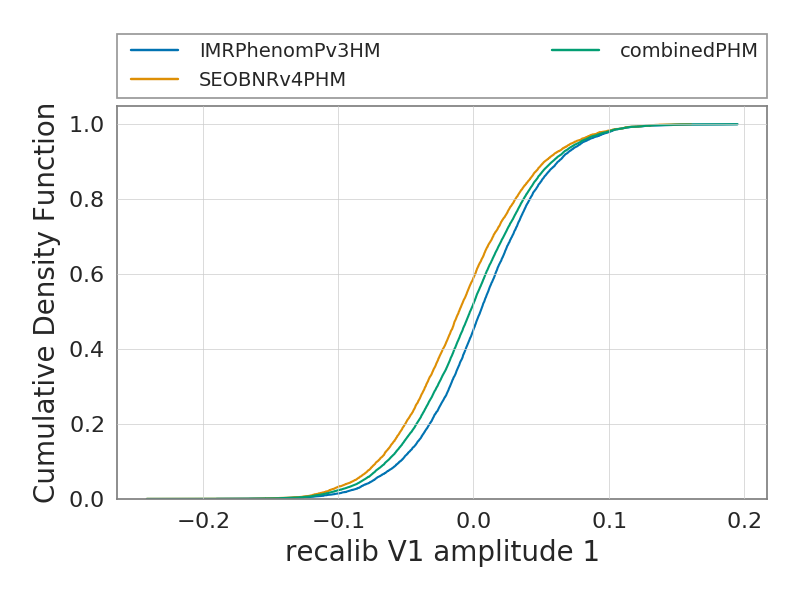 IMRPhenomPv3HM
SEOBNRv4PHM
combinedPHM
Cumulative Density Function
1.0
0.8
0.6
0.4
0.2
0.0
−0.2 −0.1 0.0 0.1 0.2
recalib V1 amplitude 1